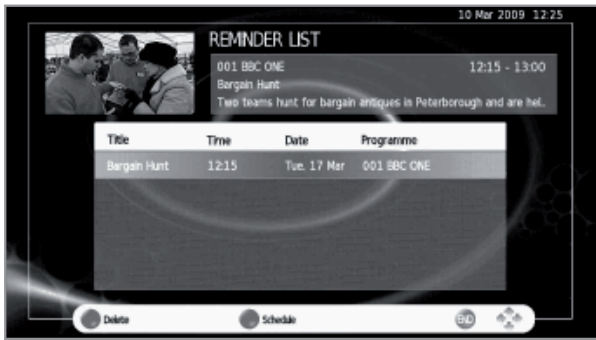 10 Mar 2009 12:25
REMINDER LIST
001 BBC ONE 12:15 - 13:00
Bargain Hunt
Two teams hunt for bargain antiques in Peterborough and are hel..
Title Time Date Programme
Bargain Hunt 12:15 Tue. 17 Mar 001 BBC ONE
Delete Schedule END